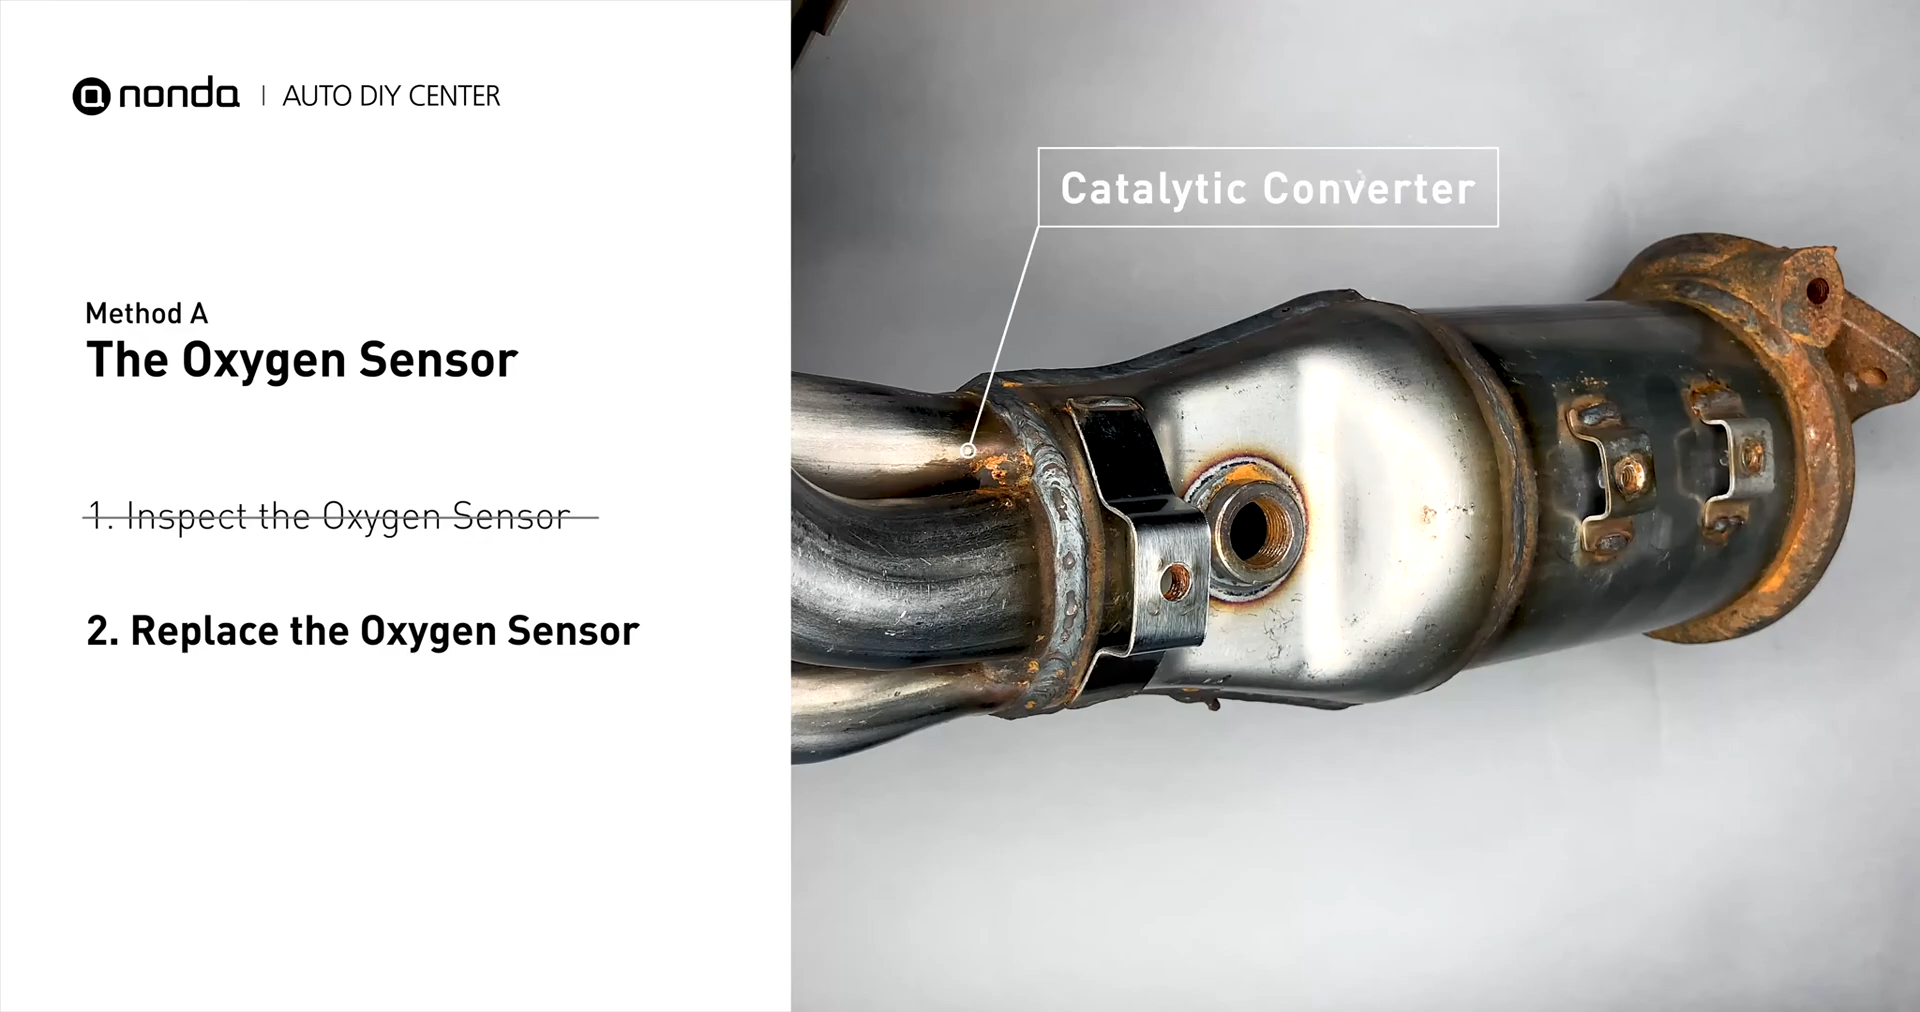 nonda | AUTO DIY CENTER
Catalytic Converter
Method A
The Oxygen Sensor
1. Inspect the Oxygen Sensor
2. Replace the Oxygen Sensor